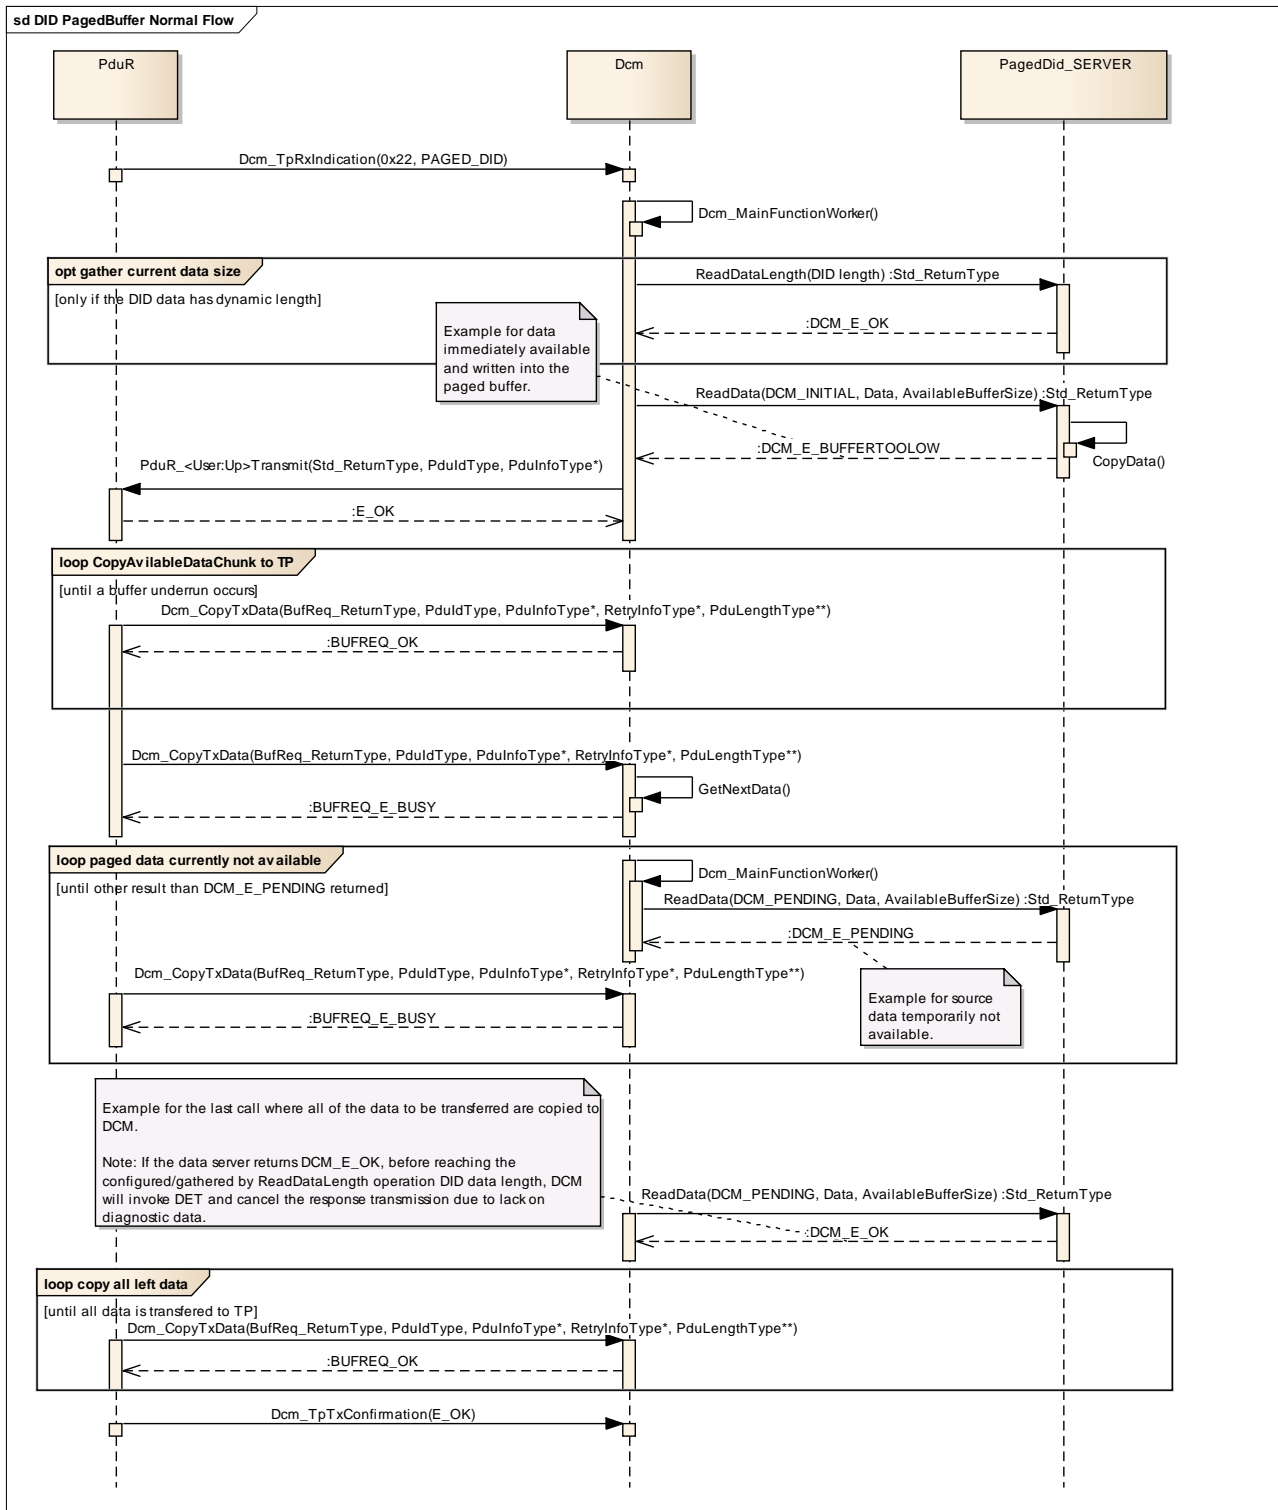 sd DID PagedBuffer Normal Flow
PduR
Dcm
PagedDid_SERVER
Dcm_TpRxIndication(0x22, PAGED_DID)
Dcm_MainFunctionWorker()
opt gather current data size
[only if the DID data has dynamic length]
ReadDataLength(DID length) :Std_ReturnType
:DCM_E_OK
Example for data
immediately available
and written into the
paged buffer.
ReadData(DCM_INITIAL, Data, AvailableBufferSize) :Std_ReturnType
:DCM_E_BUFFERTOOLOW
CopyData()
PduR_<User:Up>Transmit(Std_ReturnType, PduIdType, PduInfoType*)
:E_OK
loop CopyAvilableDataChunk to TP
[until a buffer underrun occurs]
Dcm_CopyTxData(BufReq_ReturnType, PduIdType, PduInfoType*, RetryInfoType*, PduLengthType**)
:BUFREQ_OK
Dcm_CopyTxData(BufReq_ReturnType, PduIdType, PduInfoType*, RetryInfoType*, PduLengthType**)
GetNextData()
:BUFREQ_E_BUSY
loop paged data currently not available
[until other result than DCM_E_PENDING returned]
Dcm_MainFunctionWorker()
ReadData(DCM_PENDING, Data, AvailableBufferSize) :Std_ReturnType
:DCM_E_PENDING
Dcm_CopyTxData(BufReq_ReturnType, PduIdType, PduInfoType*, RetryInfoType*, PduLengthType**)
:BUFREQ_E_BUSY
Example for source
data temporarily not
available.
Example for the last call where all of the data to be transferred are copied to
DCM.
Note: If the data server returns DCM_E_OK, before reaching the
configured/gathered by ReadDataLength operation DID data length, DCM
will invoke DET and cancel the response transmission due to lack on
diagnostic data.
ReadData(DCM_PENDING, Data, AvailableBufferSize) :Std_ReturnType
:DCM_E_OK
loop copy all left data
[until all data is transfered to TP]
Dcm_CopyTxData(BufReq_ReturnType, PduIdType, PduInfoType*, RetryInfoType*, PduLengthType**)
:BUFREQ_OK
Dcm_TpTxConfirmation(E_OK)